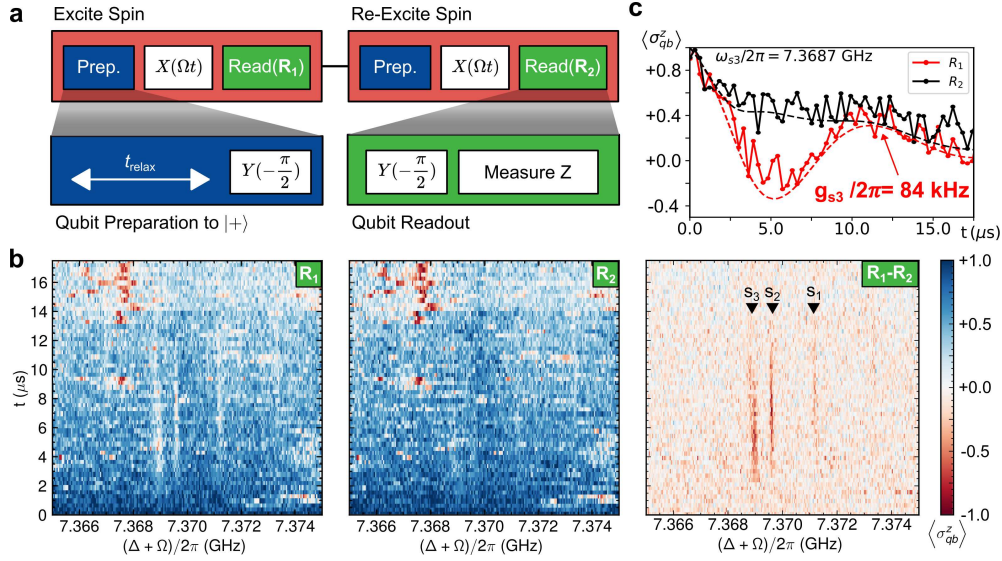 a
Excite Spin
Re-Excite Spin
Prep.
X(Ωt)
Read(R₁)
Prep.
X(Ωt)
Read(R₂)
t_relax
Y(-π/2)
Y(-π/2)
Measure Z
Qubit Preparation to |+⟩
Qubit Readout
c
⟨σ^z_qb⟩
ω_s3/2π= 7.3687 GHz
R₁
R₂
+0.8
+0.4
+0.0
-0.4
g_s3 /2π= 84 kHz
0.0
5.0
10.0
15.0
t (μs)
b
R₁
16
14
12
10
8
6
4
2
0
t (μs)
7.366
7.368
7.370
7.372
7.374
(Δ + Ω)/2π (GHz)
R₂
7.366
7.368
7.370
7.372
7.374
(Δ + Ω)/2π (GHz)
R₁-R₂
s₃
s₂
s₁
7.366
7.368
7.370
7.372
7.374
(Δ + Ω)/2π (GHz)
+1.0
+0.5
+0.0
-0.5
-1.0
⟨σ^z_qb⟩